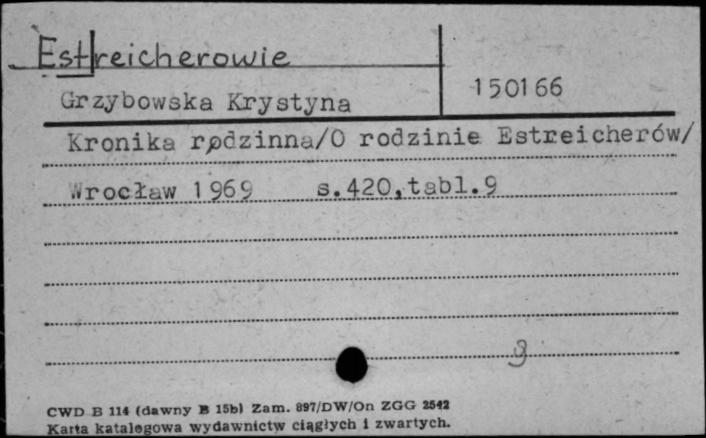 Estreicherowie
Grzybowska Krystyna
150166
Kronika rodzinna/O rodzinie Estreicherów/
Wrocław 1969 s.420,tabl.9
g
CWD B 114 (dawny B 15b) Zam. 897/DW/On ZGG 2542
Karta katalogowa wydawnictw ciągłych i zwartych.